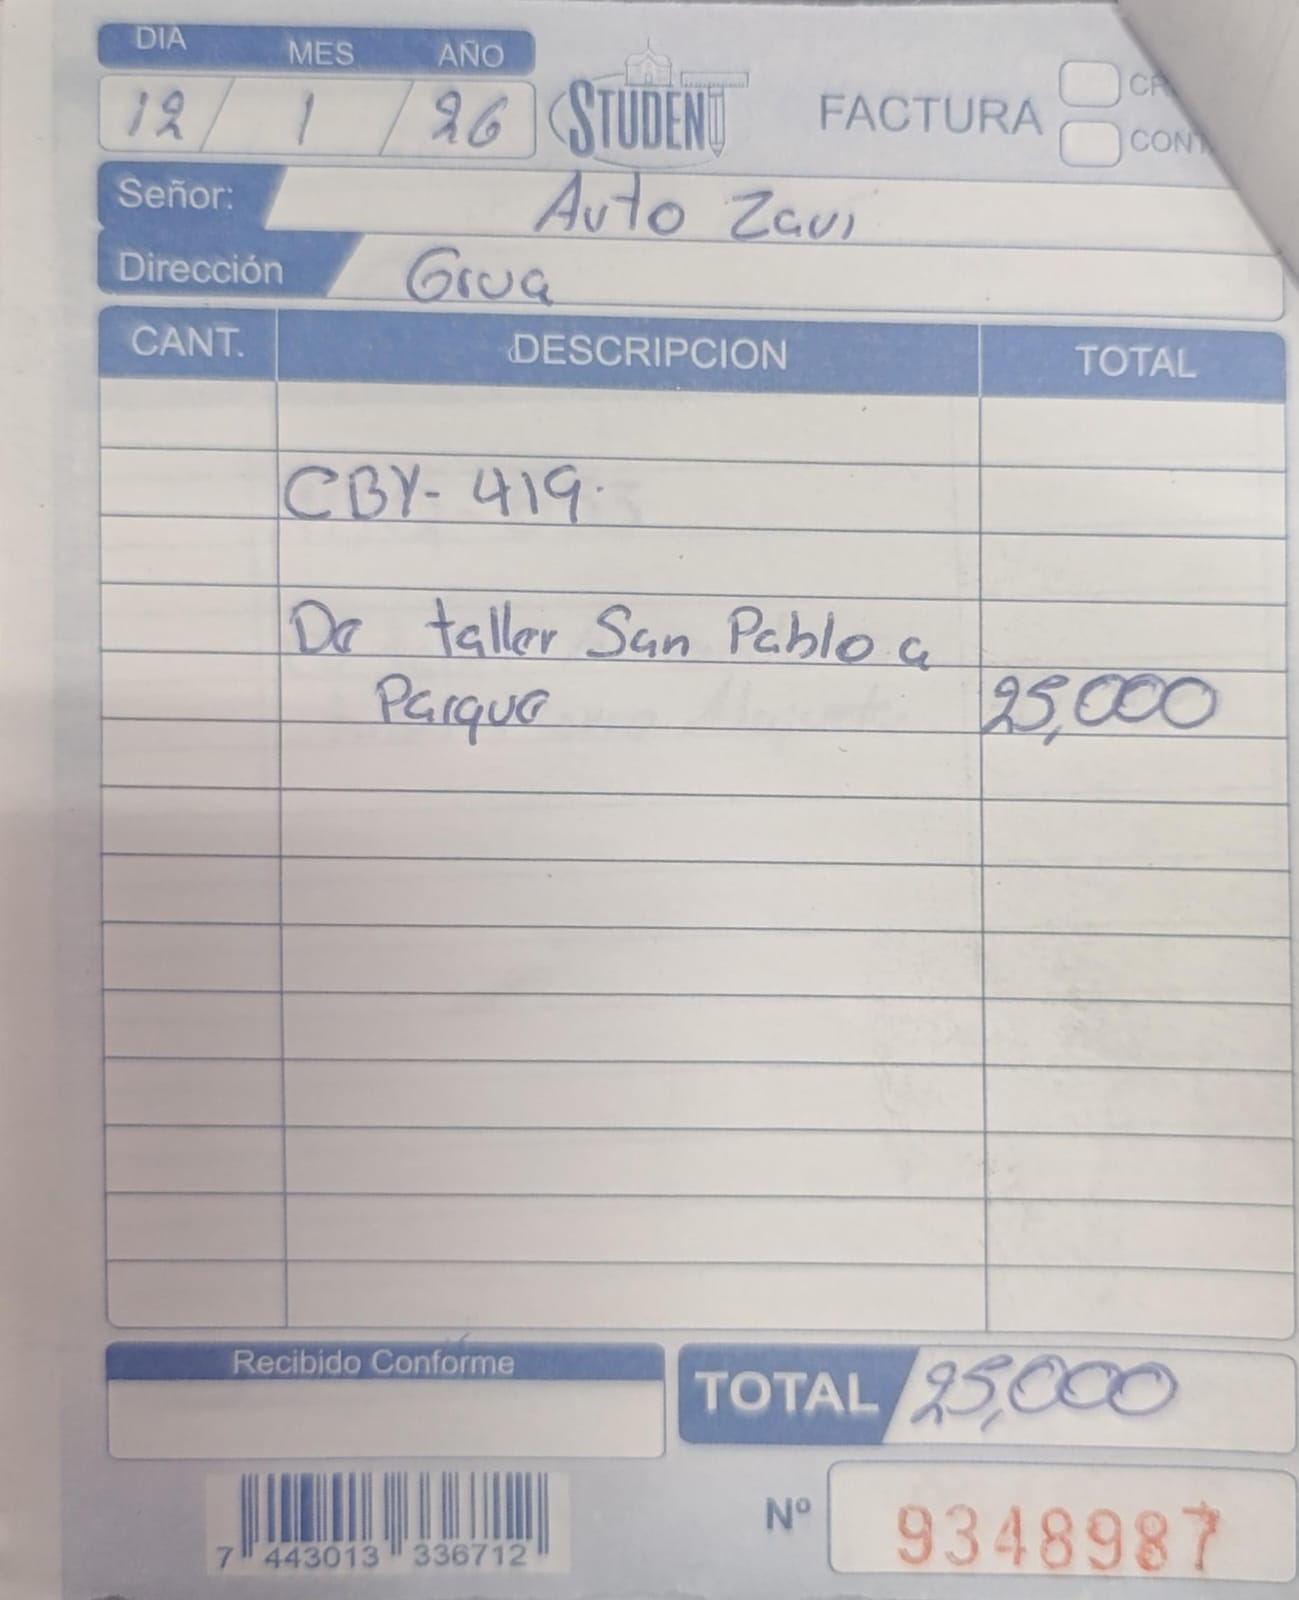 DIA MES AÑO
12 / 1 / 26
STUDENT
FACTURA
CONT
Señor: Auto Zavi
Dirección Grua
CANT. DESCRIPCION TOTAL
CBY-419.
De taller San Pablo a
Parque 25,000
Recibido Conforme
TOTAL 25,000
7 443013 336712
Nº 9348987